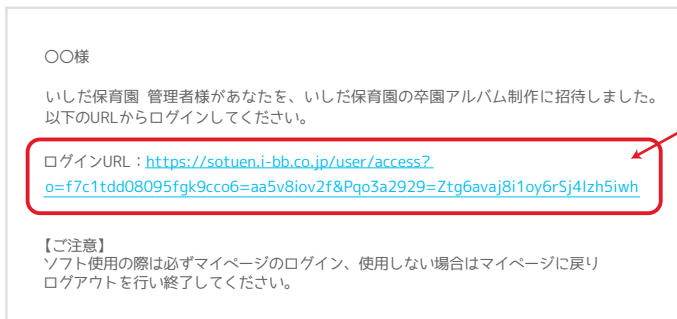 〇〇様
いしだ保育園 管理者様があなたを、いしだ保育園の卒園アルバム制作に招待しました。
以下のURLからログインしてください。
ログインURL：https://sotuen.i-bb.co.jp/user/access?
o=f7c1tdd08095fgk9cco6=aa5v8iov2f&Pqo3a2929=Ztg6avaj8i1oy6rSj4lzh5iwh
【ご注意】
ソフト使用の際は必ずマイページのログイン、使用しない場合はマイページに戻り
ログアウトを行い終了してください。